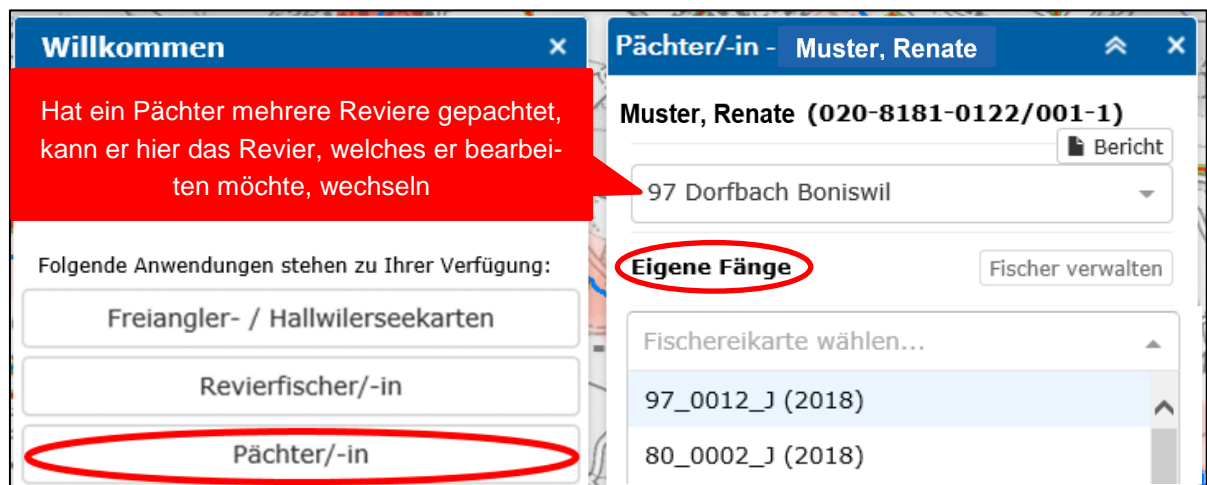 Willkommen ×
Hat ein Pächter mehrere Reviere gepachtet,
kann er hier das Revier, welches er bearbei-
ten möchte, wechseln
Folgende Anwendungen stehen zu Ihrer Verfügung:
Freiangler- / Hallwilerseekarten
Revierfischer/-in
Pächter/-in
Pächter/-in - Muster, Renate ×
Muster, Renate (020-8181-0122/001-1)
Bericht
97 Dorfbach Boniswil
Eigene Fänge Fischer verwalten
Fischereikarte wählen...
97_0012_J (2018)
80_0002_J (2018)